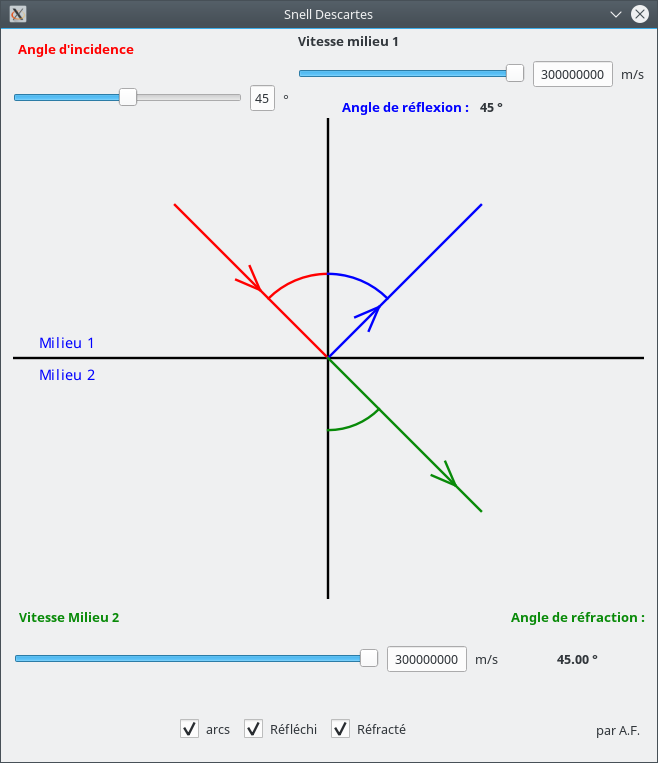 Snell Descartes
Angle d'incidence
Vitesse milieu 1
300000000 m/s
45 °
Angle de réflexion : 45 °
Milieu 1
Milieu 2
Vitesse Milieu 2
Angle de réfraction :
300000000 m/s
45.00 °
arcs Réfléchi Réfracté
par A.F.